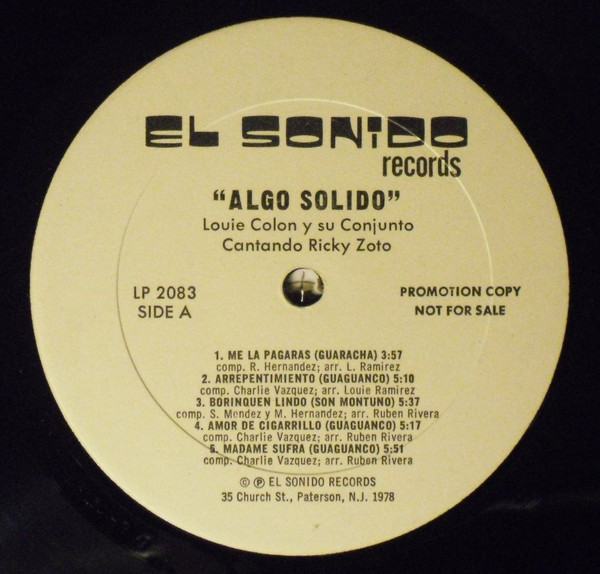 EL SONIDO
records
“ALGO SOLIDO”
Louie Colon y su Conjunto
Cantando Ricky Zoto
LP 2083
SIDE A
PROMOTION COPY
NOT FOR SALE
1. ME LA PAGARAS (GUARACHA) 3:57
comp. R. Hernandez; arr. L. Ramirez
2. ARREPENTIMIENTO (GUAGUANCO) 5:10
comp. Charlie Vazquez; arr. Louie Ramirez
3. BORINQUEN LINDO (SON MONTUNO) 5:37
comp. S. Mendez y M. Hernandez; arr. Ruben Rivera
4. AMOR DE CIGARRILLO (GUAGUANCO) 5:17
comp. Charlie Vazquez; arr. Ruben Rivera
5. MADAME SUFRA (GUAGUANCO) 5:51
comp. Charlie Vazquez; arr. Ruben Rivera
© ℗ EL SONIDO RECORDS
35 Church St., Paterson, N.J. 1978